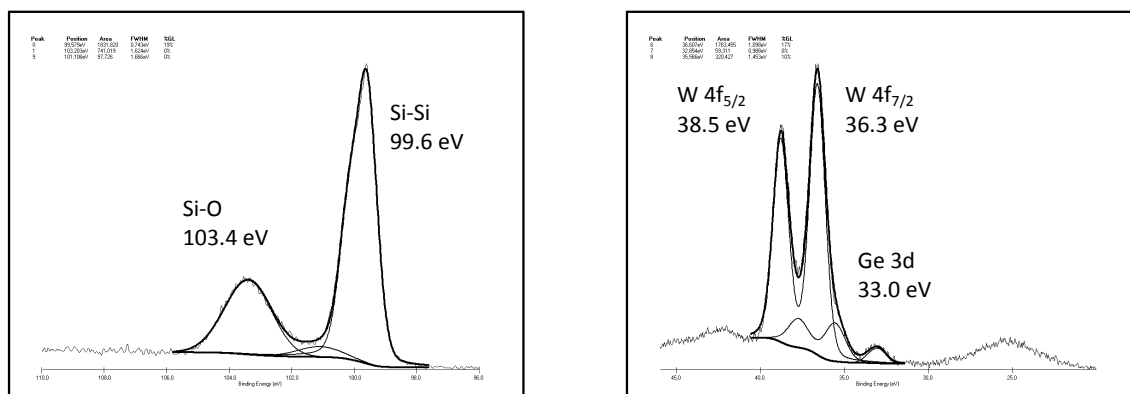 Peak Position Area FWHM %GL
0 99.579eV 1831.820 0.743eV 19%
1 103.203eV 741.019 1.624eV 0%
9 101.106eV 97.726 1.666eV 0%
Si-Si
99.6 eV
Si-O
103.4 eV
110.0 108.0 106.0 104.0 102.0 100.0 98.0 96.0
Binding Energy (eV)
Peak Position Area FWHM %GL
6 36.607eV 1763.455 1.098eV 17%
7 32.854eV 59.311 0.988eV 0%
8 35.566eV 320.427 1.453eV 10%
W 4f5/2
38.5 eV
W 4f7/2
36.3 eV
Ge 3d
33.0 eV
45.0 40.0 35.0 30.0 25.0
Binding Energy (eV)